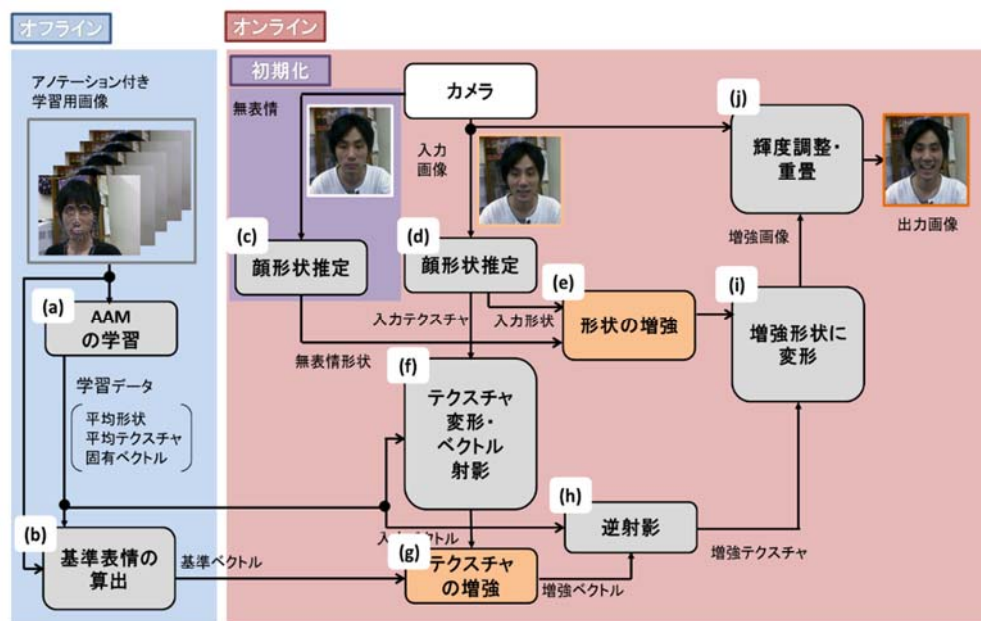 オフライン
オンライン
アノテーション付き
学習用画像
初期化
無表情
カメラ
入力
画像
(j)
輝度調整・
重畳
出力画像
(c)
顔形状推定
(d)
顔形状推定
増強画像
(a)
AAM
の学習
入力テクスチャ
入力形状
(e)
形状の増強
(i)
増強形状に
変形
無表情形状
学習データ
平均形状
平均テクスチャ
固有ベクトル
(f)
テクスチャ
変形・
ベクトル
射影
(h)
逆射影
(b)
基準表情の
算出
基準ベクトル
入力ベクトル
(g)
テクスチャ
の増強
増強ベクトル
増強テクスチャ